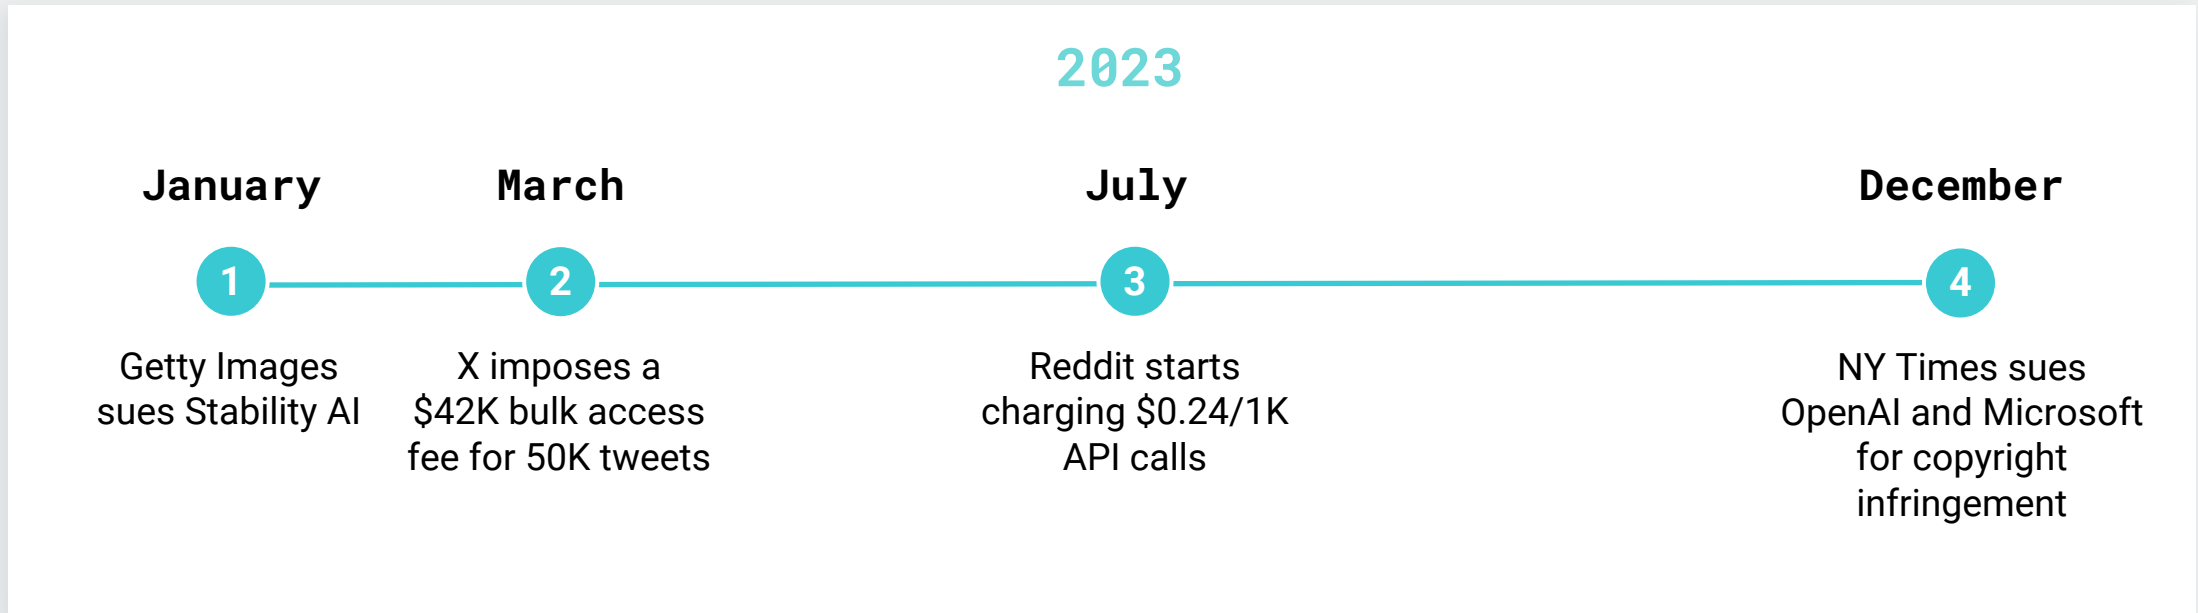 2023
January
March
July
December
1
2
3
4
Getty Images
sues Stability AI
X imposes a
$42K bulk access
fee for 50K tweets
Reddit starts
charging $0.24/1K
API calls
NY Times sues
OpenAI and Microsoft
for copyright
infringement